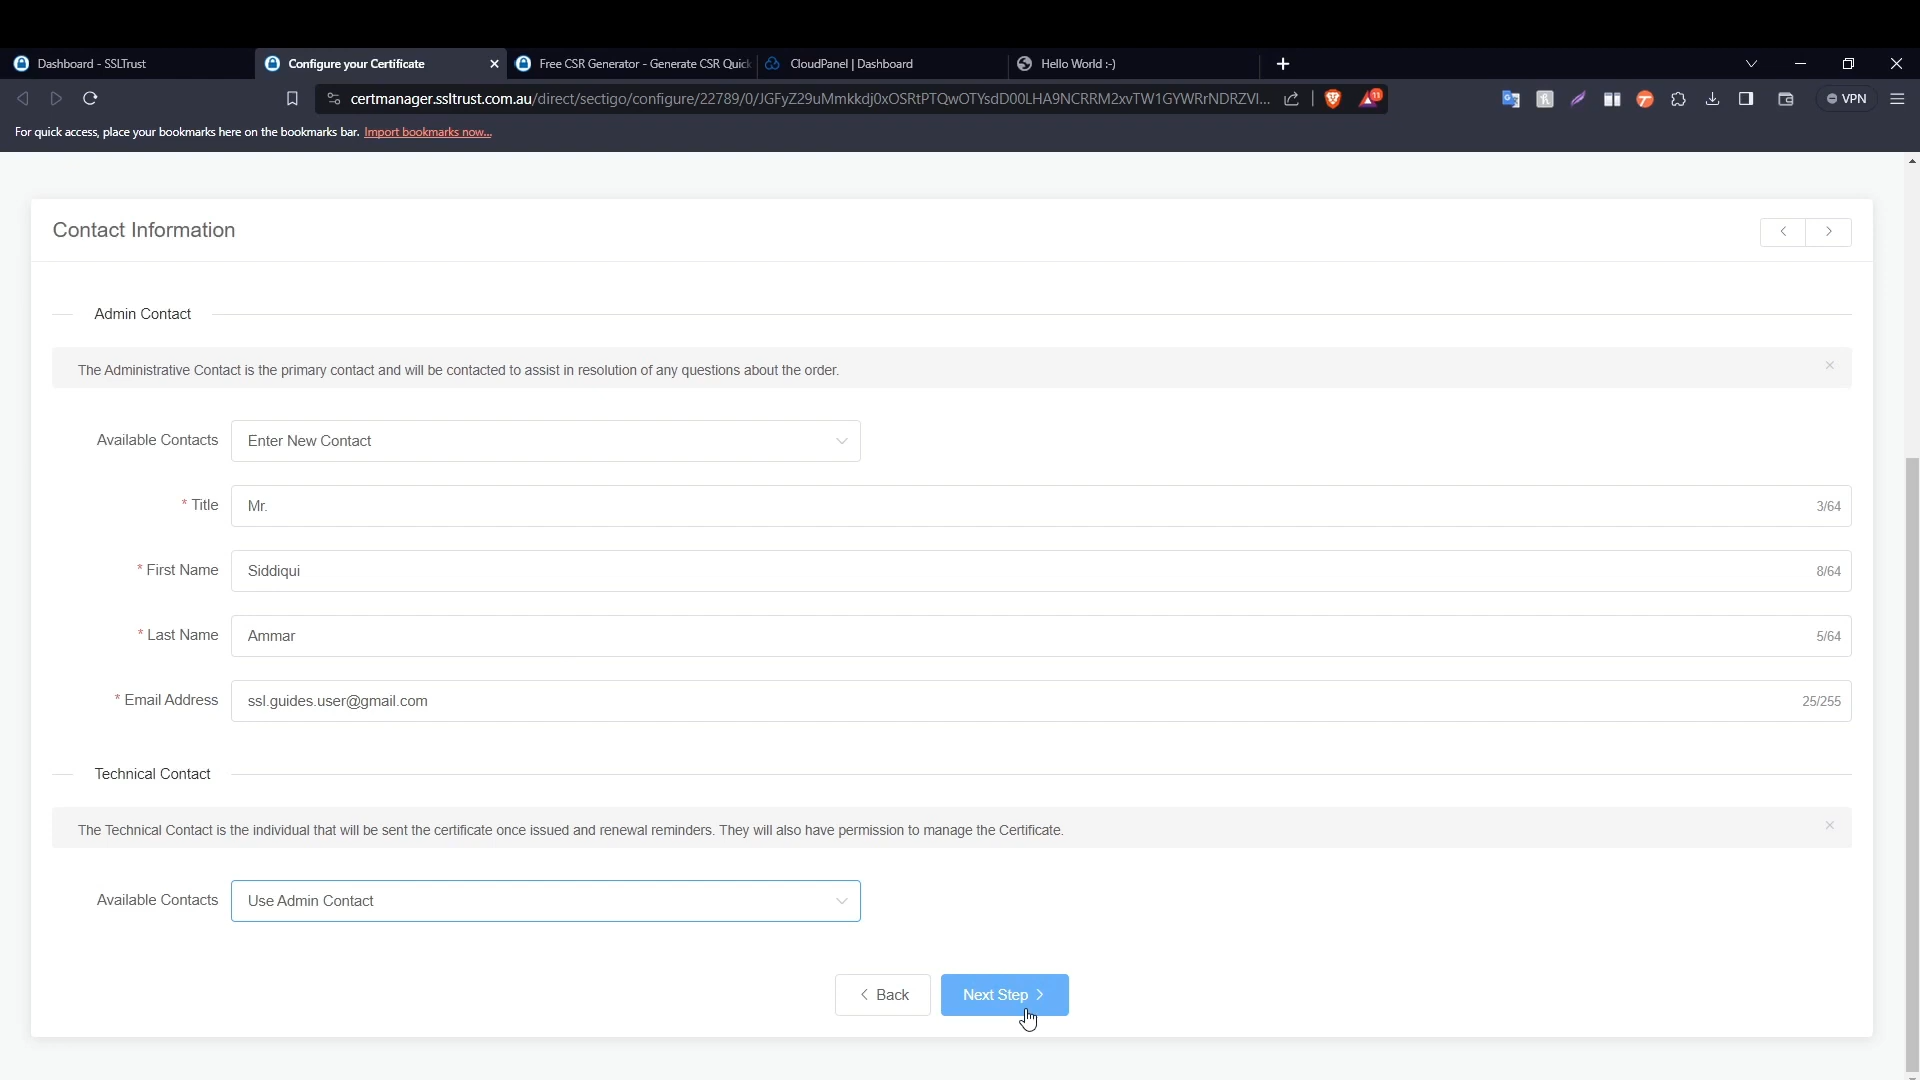 Dashboard - SSLTrust
Configure your Certificate
Free CSR Generator - Generate CSR Quick
CloudPanel | Dashboard
Hello World :-)
certmanager.ssltrust.com.au/direct/sectigo/configure/22789/0/JGFyZ29uMmkkdj0xOSRtPTQwOTYsdD00LHA9NCRRM2xvTW1GYWRrNDRZVl...
11
VPN
For quick access, place your bookmarks here on the bookmarks bar. Import bookmarks now...
Contact Information
Admin Contact
The Administrative Contact is the primary contact and will be contacted to assist in resolution of any questions about the order.
Available Contacts Enter New Contact
* Title Mr. 3/64
* First Name Siddiqui 8/64
* Last Name Ammar 5/64
* Email Address ssl.guides.user@gmail.com 25/255
Technical Contact
The Technical Contact is the individual that will be sent the certificate once issued and renewal reminders. They will also have permission to manage the Certificate.
Available Contacts Use Admin Contact
< Back Next Step >